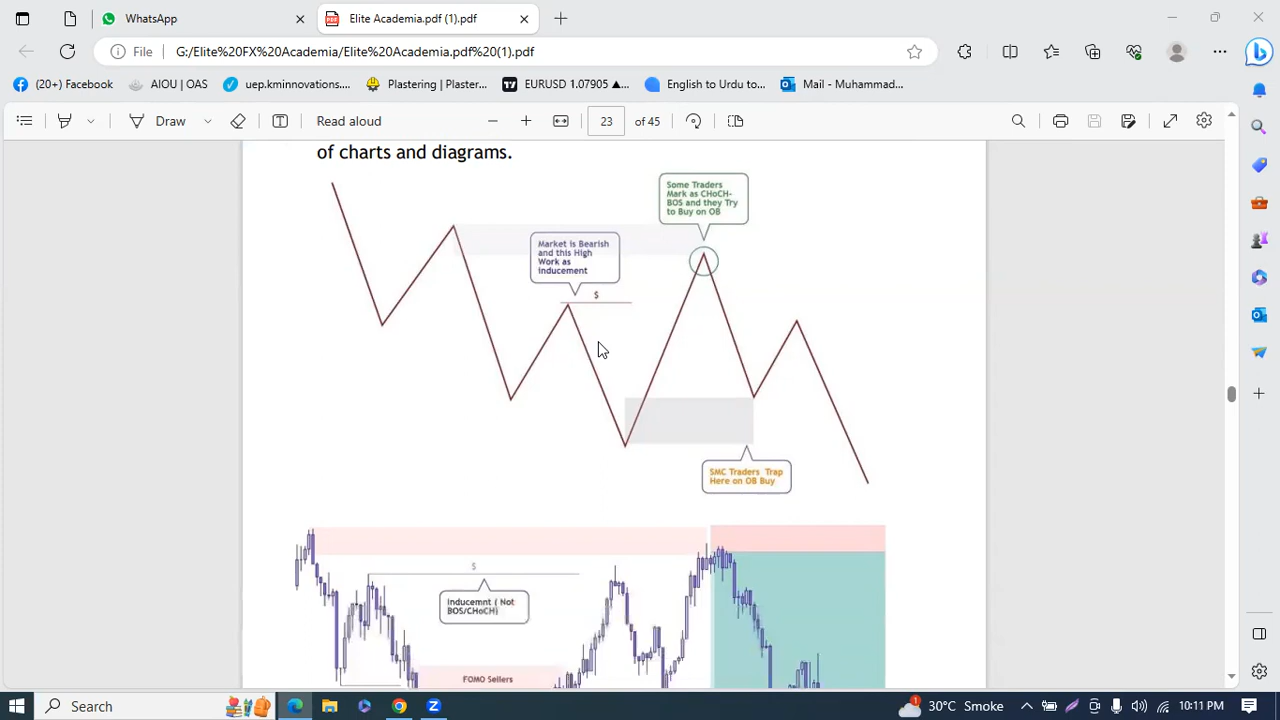 WhatsApp
Elite Academia.pdf (1).pdf
File
G:/Elite%20FX%20Academia/Elite%20Academia.pdf%20(1).pdf
(20+) Facebook
AIOU | OAS
uep.kminnovations....
Plastering | Plaster...
EURUSD 1.07905 ▲...
English to Urdu to...
Mail - Muhammad...
Draw
Read aloud
23
of 45
of charts and diagrams.
Some Traders
Mark as CHoCH-
BOS and they Try
to Buy on OB
Market is Bearish
and this High
Work as
inducement
$
SMC Traders Trap
Here on OB Buy
$
Inducemnt ( Not
BOS/CHoCH)
FOMO Sellers
Search
1
30°C Smoke
10:11 PM